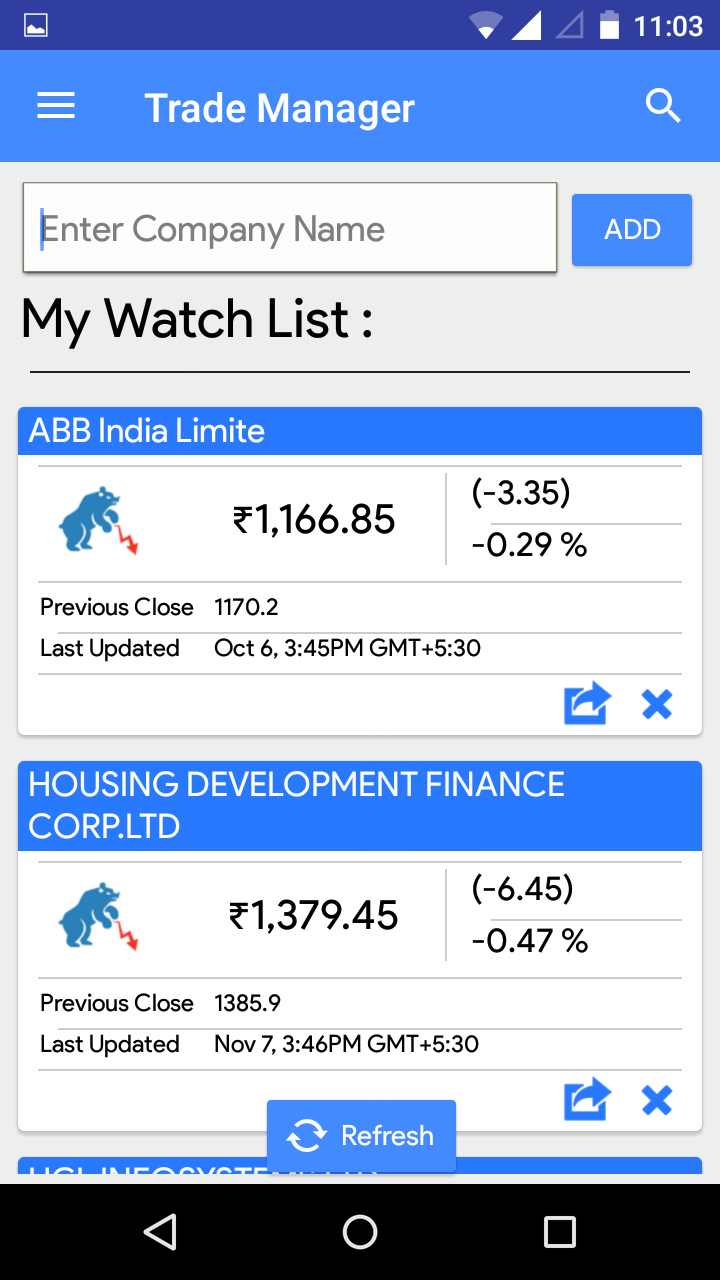 11:03
Trade Manager
Enter Company Name
ADD
My Watch List :
ABB India Limite
₹1,166.85
(-3.35)
-0.29 %
Previous Close 1170.2
Last Updated Oct 6, 3:45PM GMT+5:30
HOUSING DEVELOPMENT FINANCE
CORP.LTD
₹1,379.45
(-6.45)
-0.47 %
Previous Close 1385.9
Last Updated Nov 7, 3:46PM GMT+5:30
Refresh